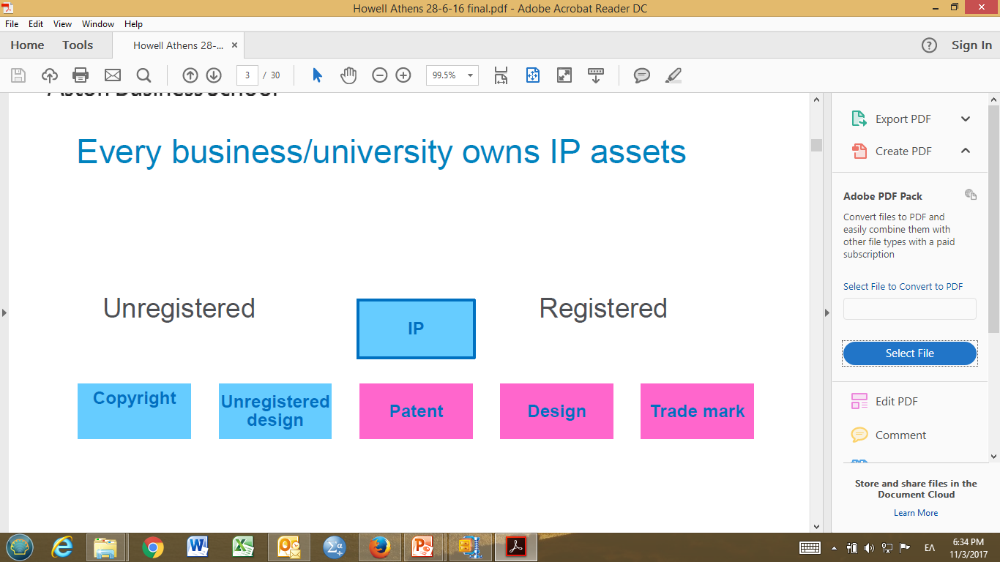 Howell Athens 28-6-16 final.pdf - Adobe Acrobat Reader DC
File Edit View Window Help
Home Tools Howell Athens 28-... × Sign In
3 / 30 99.5%
Aston Business School
Every business/university owns IP assets
Unregistered
Registered
IP
Copyright
Unregistered
design
Patent
Design
Trade mark
Export PDF
Create PDF
Adobe PDF Pack
Convert files to PDF and
easily combine them with
other file types with a paid
subscription
Select File to Convert to PDF
Select File
Edit PDF
Comment
Store and share files in the
Document Cloud
Learn More
ΕΛ
6:34 PM
11/3/2017